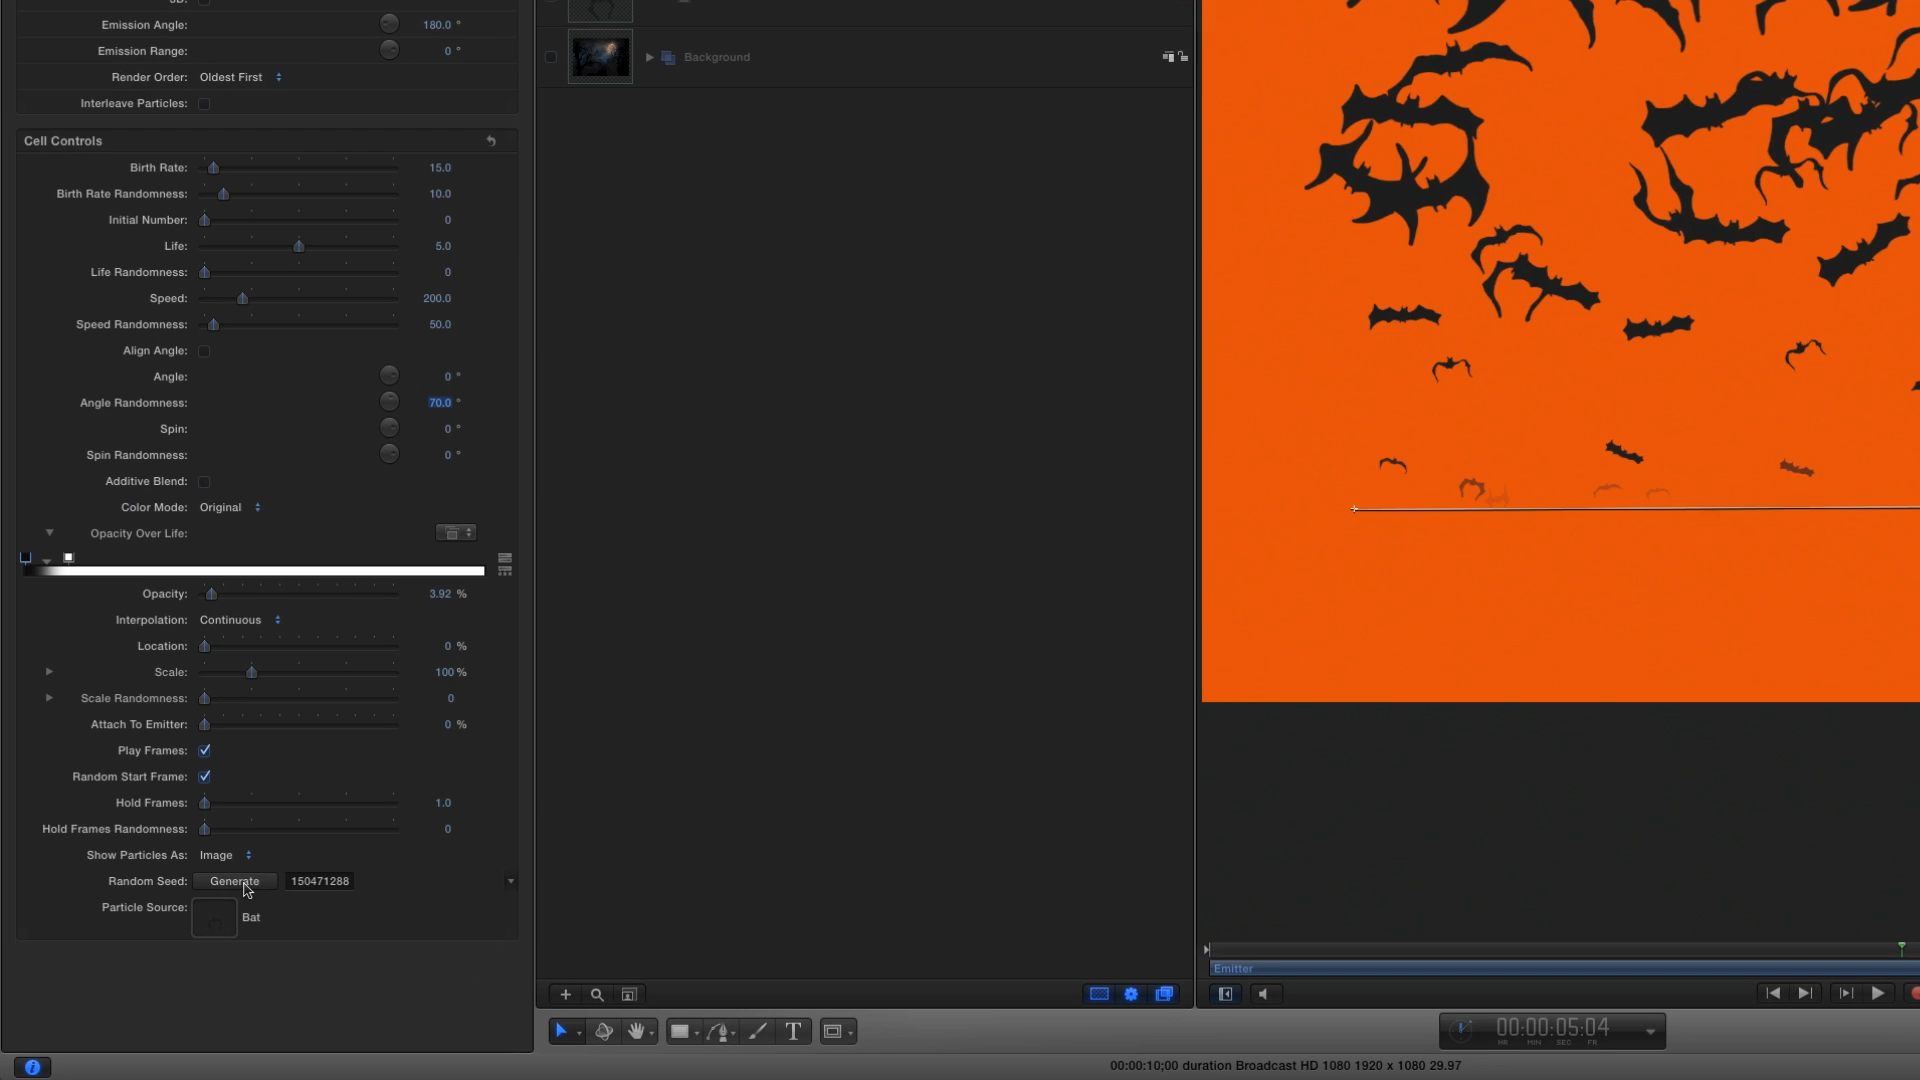 Emission Angle: 180.0 °
Emission Range: 0 °
Render Order: Oldest First
Interleave Particles:
Cell Controls
Birth Rate: 15.0
Birth Rate Randomness: 10.0
Initial Number: 0
Life: 5.0
Life Randomness: 0
Speed: 200.0
Speed Randomness: 50.0
Align Angle:
Angle: 0 °
Angle Randomness: 70.0 °
Spin: 0 °
Spin Randomness: 0 °
Additive Blend:
Color Mode: Original
Opacity Over Life:
Opacity: 3.92 %
Interpolation: Continuous
Location: 0 %
Scale: 100 %
Scale Randomness: 0
Attach To Emitter: 0 %
Play Frames:
Random Start Frame:
Hold Frames: 1.0
Hold Frames Randomness: 0
Show Particles As: Image
Random Seed: Generate 150471288
Particle Source: Bat
Background
Emitter
T
00:00:05:04
HR MIN SEC FR
00:00:10;00 duration Broadcast HD 1080 1920 x 1080 29.97